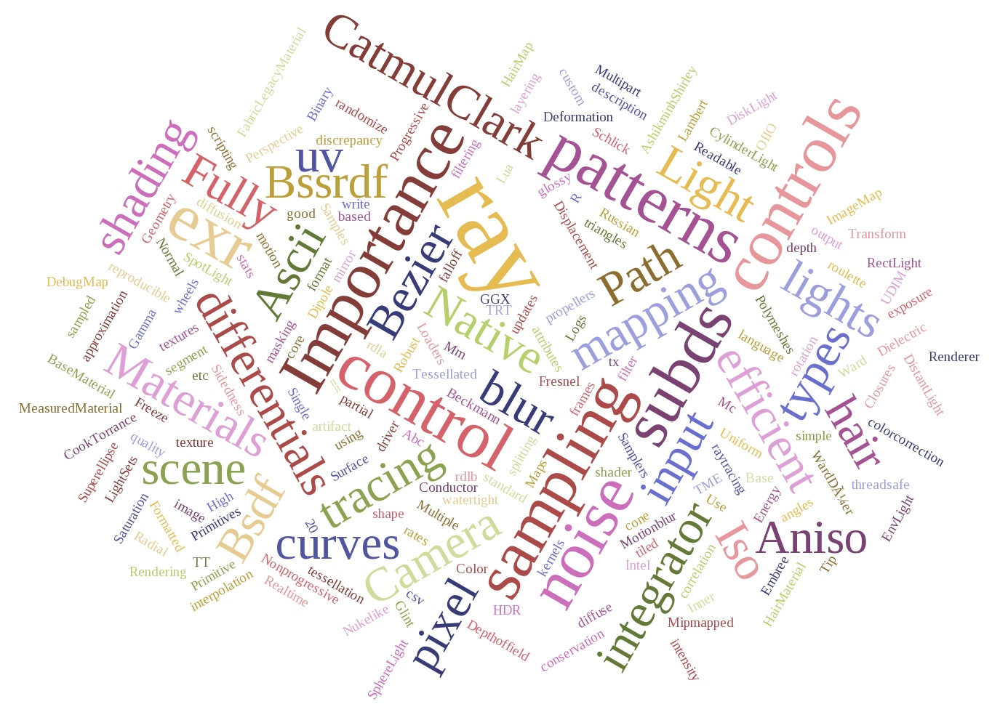 CatmulClark
FabricLegacyMaterial
HairMap
layering
custom
Multipart
description
AshikminhShirley
Lambert
DiskLight
controls
Binary
randomize
Progressive
Deformation
Schlick
CylinderLight
OIIO
Readable
scripting
Perspective
discrepancy
uv
Bssrdf
Importance
filtering
Lua
patterns
glossy
R
Light
shading
Fully
Geometry
diffusion
exr
good
write
based
Samples
ray
Displacement
Russian
triangles
ImageMap
output
Transform
depth
Normal
SpotLight
stats
motion
Ascii
format
mirror
Bezier
falloff
Path
lights
roulette
RectLight
UDIM
exposure
DebugMap
reproducible
wheels
Dipole
GGX
TRT
updates
propellers
Logs
mapping
Polymeshes
sampled
approximation
Gamma
textures
differentials
masking
core
Native
attributes
subds
language
rotation
types
Dielectric
Renderer
segment
etc
Sidedness
rdla
Robust
Loaders
Mm
tx
filter
efficient
Ward
Closures
DistantLight
BaseMaterial
Materials
control
==
Tessellated
blur
Fresnel
frames
sampling
MeasuredMaterial
Freeze
Single
partial
Beckmann
Mc
hair
colorcorrection
CookTorrance
quality
texture
artifact
using
driver
Abc
splitting
Samplers
input
Uniform
simple
Superellipse
LightSets
scene
Surface
tracing
rdlb
standard
Maps
shader
raytracing
TME
Base
WardDÃ¼er
threadsafe
Conductor
watertight
Saturation
Formatted
image
High
Primitives
Bsdf
20
shape
Multiple
noise
cone
Use
Energy
angles
EnvLight
Radial
curves
rates
Camera
Motionblur
tiled
integrator
Iso
Aniso
Rendering
TT
Primitive
interpolation
Nonprogressive
Realtime
tessellation
Color
kernels
Intel
correlation
Embree
Tip
HairMaterial
csv
Glint
Nukelike
pixel
HDR
diffuse
Inner
Mipmapped
SphereLight
Depthoffield
conservation
intensity